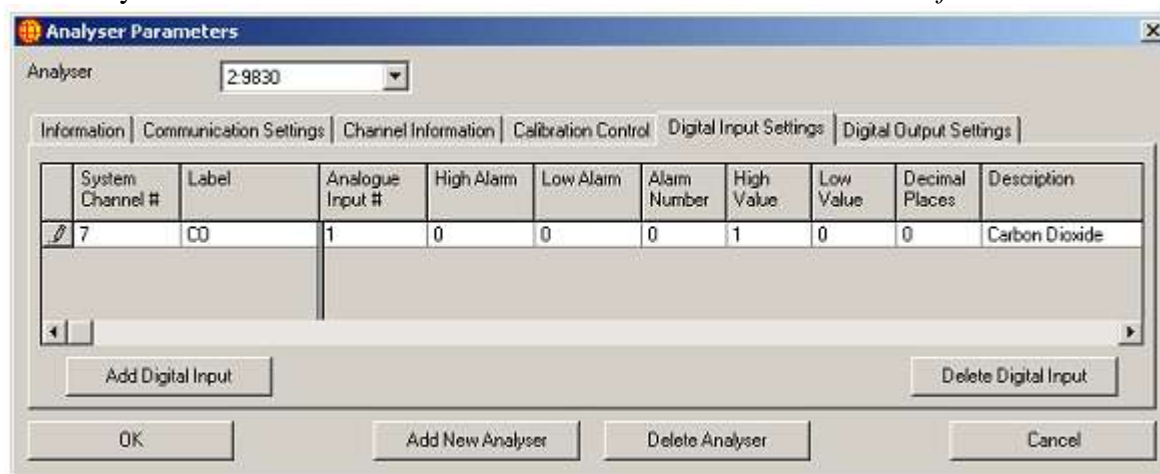 Analyser Parameters
Analyser 2:9830
Information Communication Settings Channel Information Calibration Control Digital Input Settings Digital Output Settings
System Channel # Label Analogue Input # High Alarm Low Alarm Alarm Number High Value Low Value Decimal Places Description
7 CO 1 0 0 0 1 0 0 Carbon Dioxide
Add Digital Input Delete Digital Input
OK Add New Analyser Delete Analyser Cancel